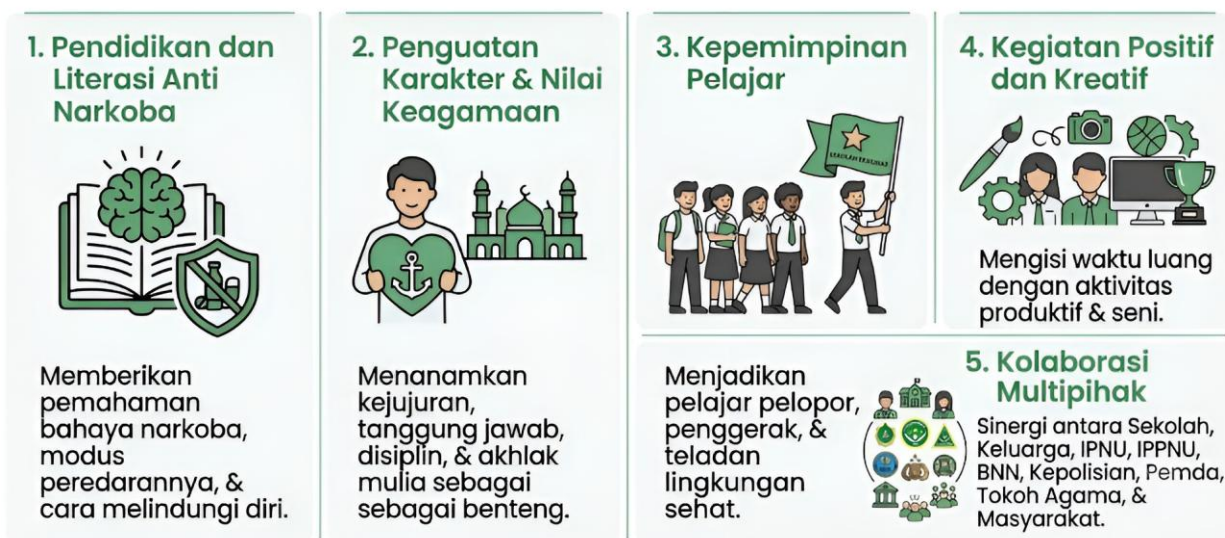 1. Pendidikan dan
Literasi Anti
Narkoba
Memberikan
pemahaman
bahaya narkoba,
modus
peredarannya, &
cara melindungi diri.
2. Penguatan
Karakter & Nilai
Keagamaan
Menanamkan
kejujuran,
tanggung jawab,
disiplin, & akhlak
mulia sebagai
sebagai benteng.
3. Kepemimpinan
Pelajar
Menjadikan
pelajar pelopor,
penggerak, &
teladan
lingkungan
sehat.
4. Kegiatan Positif
dan Kreatif
Mengisi waktu luang
dengan aktivitas
produktif & seni.
5. Kolaborasi
Multipihak
Sinergi antara Sekolah,
Keluarga, IPNU, IPPNU,
BNN, Kepolisian, Pemda,
Tokoh Agama, &
Masyarakat.